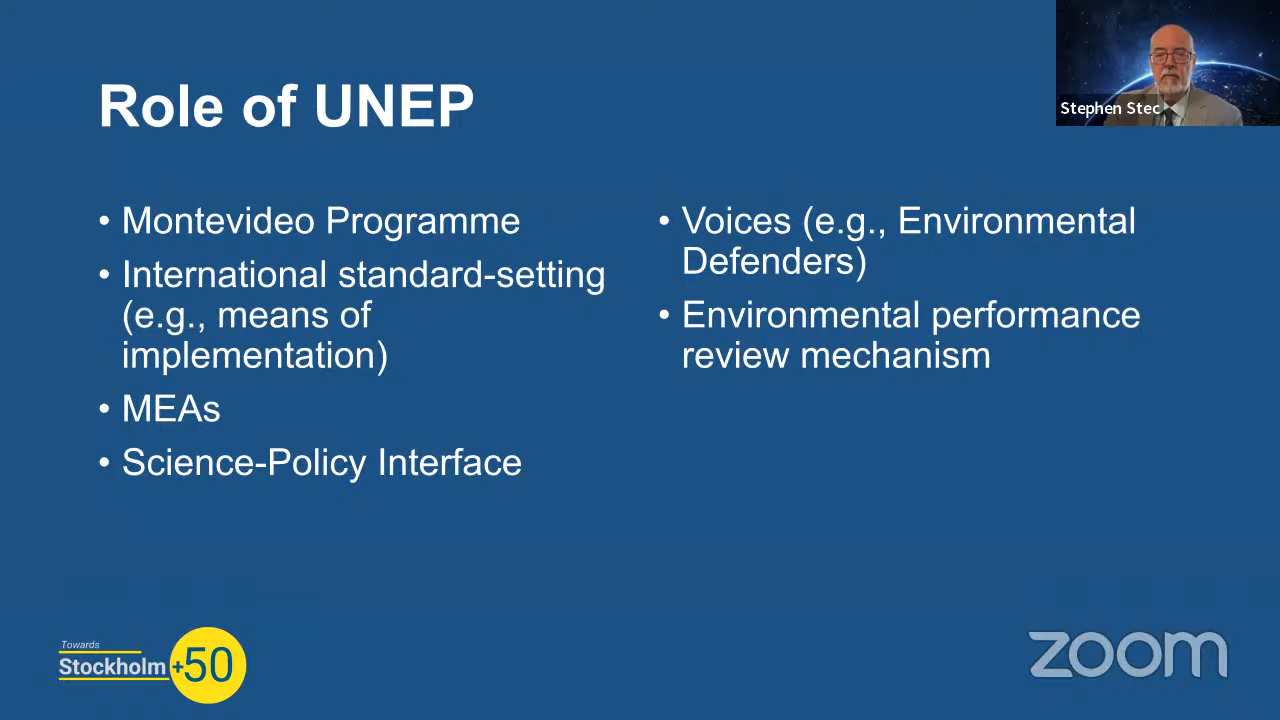 Role of UNEP
Stephen Stec
• Montevideo Programme
• International standard-setting
(e.g., means of
implementation)
• MEAs
• Science-Policy Interface
• Voices (e.g., Environmental
Defenders)
• Environmental performance
review mechanism
Towards
Stockholm+50
zoom